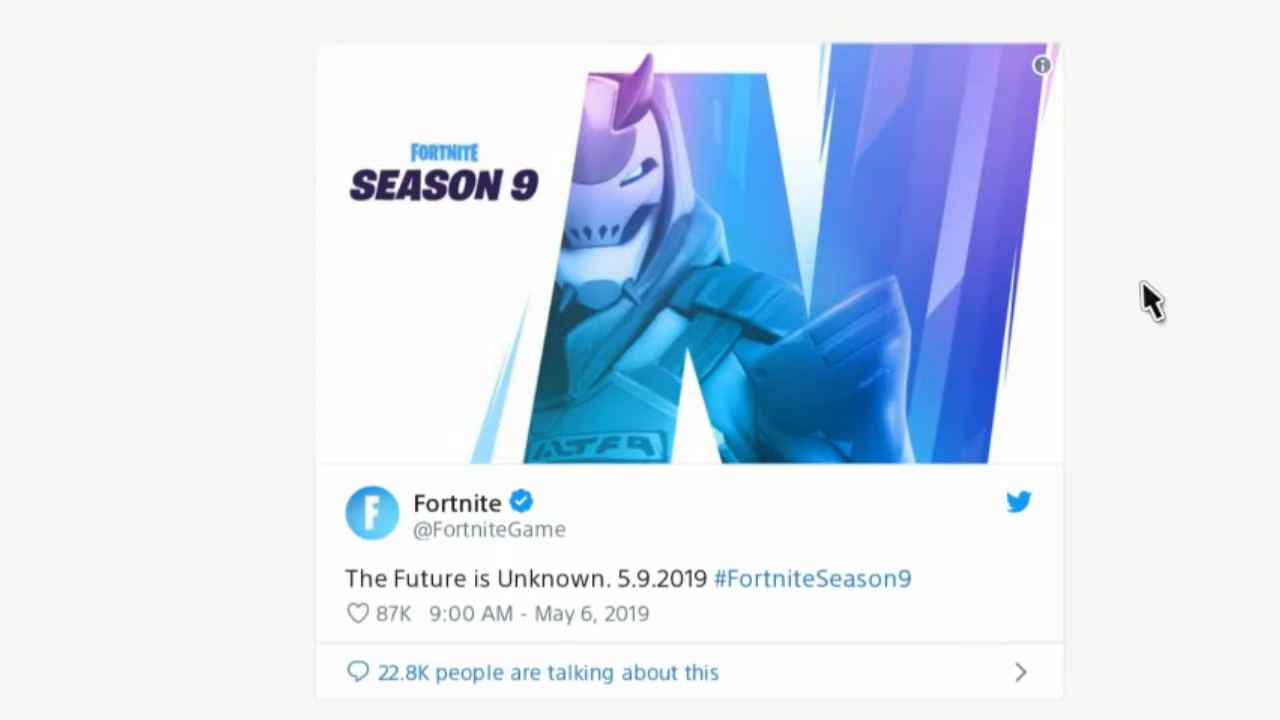 FORTNITE
SEASON 9
Fortnite
@FortniteGame
The Future is Unknown. 5.9.2019 #FortniteSeason9
87K 9:00 AM - May 6, 2019
22.8K people are talking about this